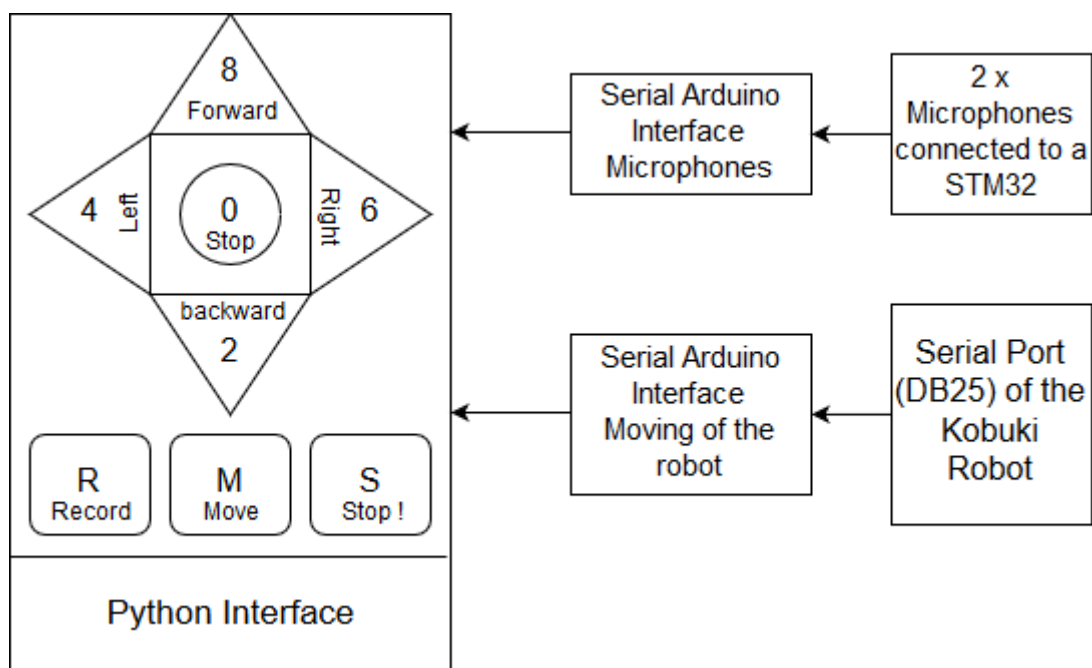 8
Forward
4
Left
0
Stop
Right
6
backward
2
R
Record
M
Move
S
Stop !
Python Interface
Serial Arduino
Interface
Microphones
2 x
Microphones
connected to a
STM32
Serial Arduino
Interface
Moving of the
robot
Serial Port
(DB25) of the
Kobuki
Robot